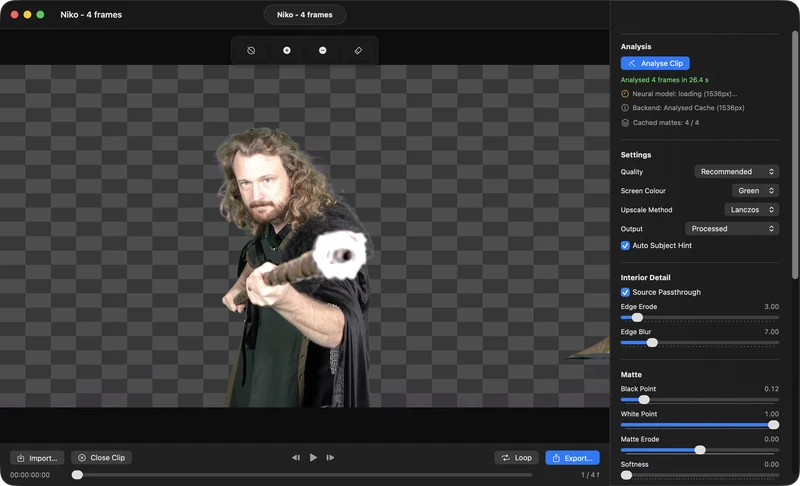 Niko - 4 frames
Niko - 4 frames
Analysis
Analyse Clip
Analysed 4 frames in 26.4 s
Neural model: loading (1536px)...
Backend: Analysed Cache (1536px)
Cached mattes: 4 / 4
Settings
Quality
Recommended
Screen Colour
Green
Upscale Method
Lanczos
Output
Processed
Auto Subject Hint
Interior Detail
Source Passthrough
Edge Erode
3.00
Edge Blur
7.00
Matte
Black Point
0.12
White Point
1.00
Matte Erode
0.00
Softness
0.00
Import...
Close Clip
Loop
Export...
00:00:00:00
1 / 4 f